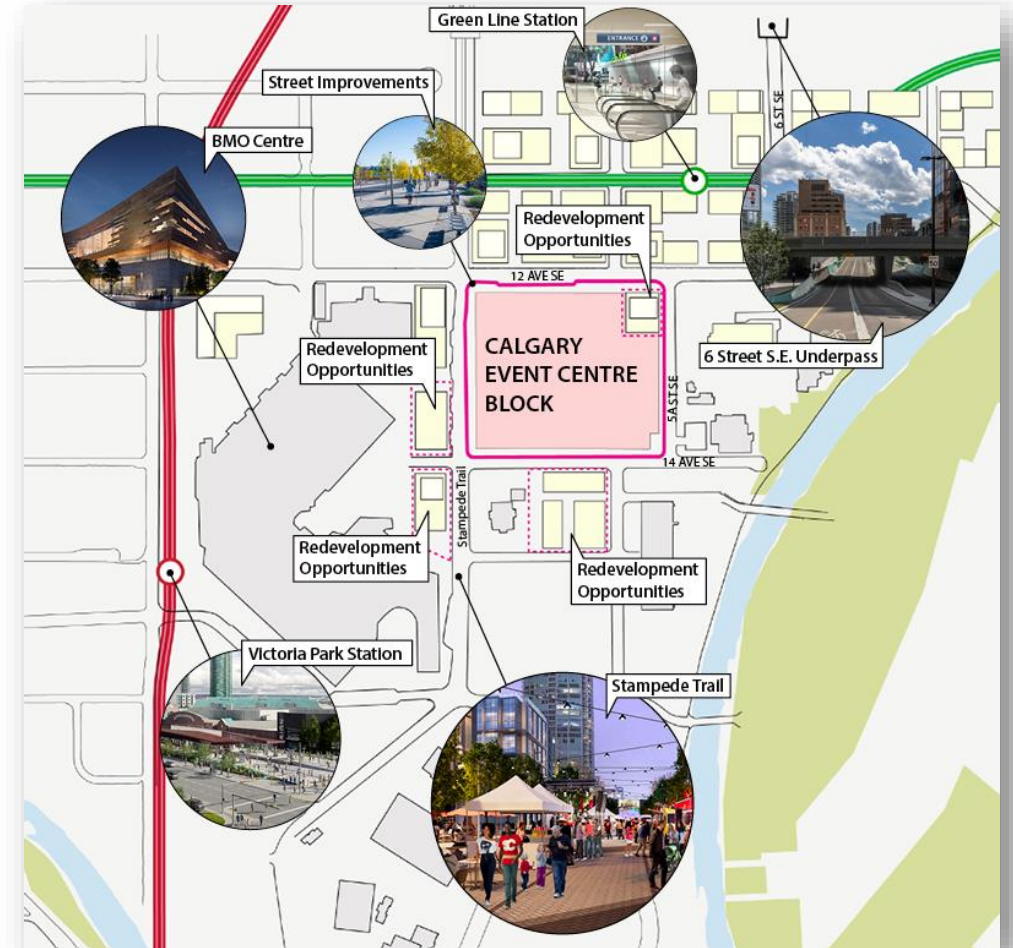 Green Line Station
ENTRANCE
Street Improvements
BMO Centre
6 ST SE
Redevelopment
Opportunities
12 AVE SE
6 Street S.E. Underpass
Redevelopment
Opportunities
CALGARY
EVENT CENTRE
BLOCK
5A ST SE
14 AVE SE
Stampede Trail
Redevelopment
Opportunities
Redevelopment
Opportunities
Victoria Park Station
Stampede Trail